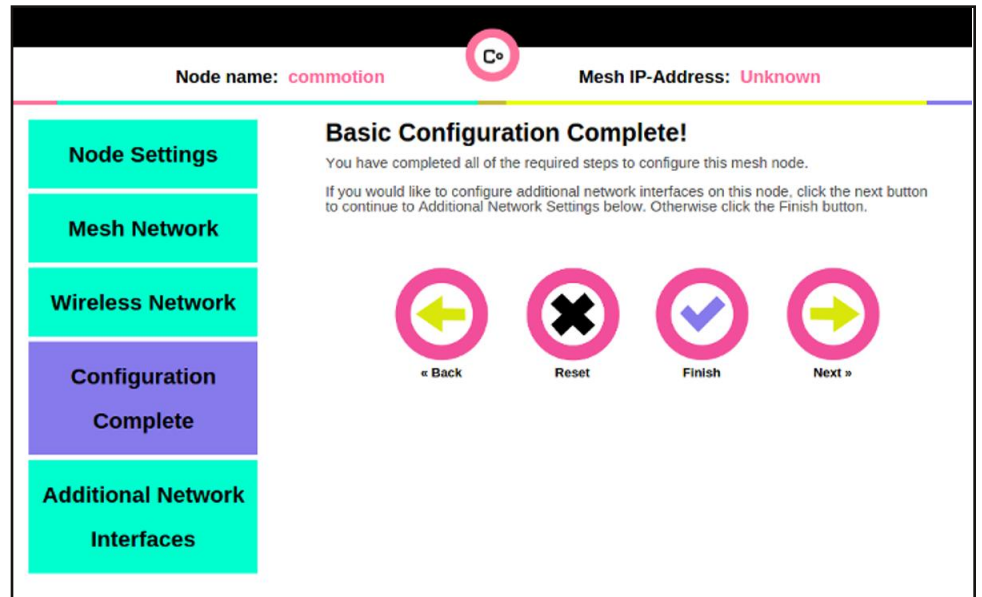 Co
Node name: commotion
Mesh IP-Address: Unknown
Node Settings
Mesh Network
Wireless Network
Configuration
Complete
Additional Network
Interfaces
Basic Configuration Complete!
You have completed all of the required steps to configure this mesh node.
If you would like to configure additional network interfaces on this node, click the next button
to continue to Additional Network Settings below. Otherwise click the Finish button.
« Back
Reset
Finish
Next »